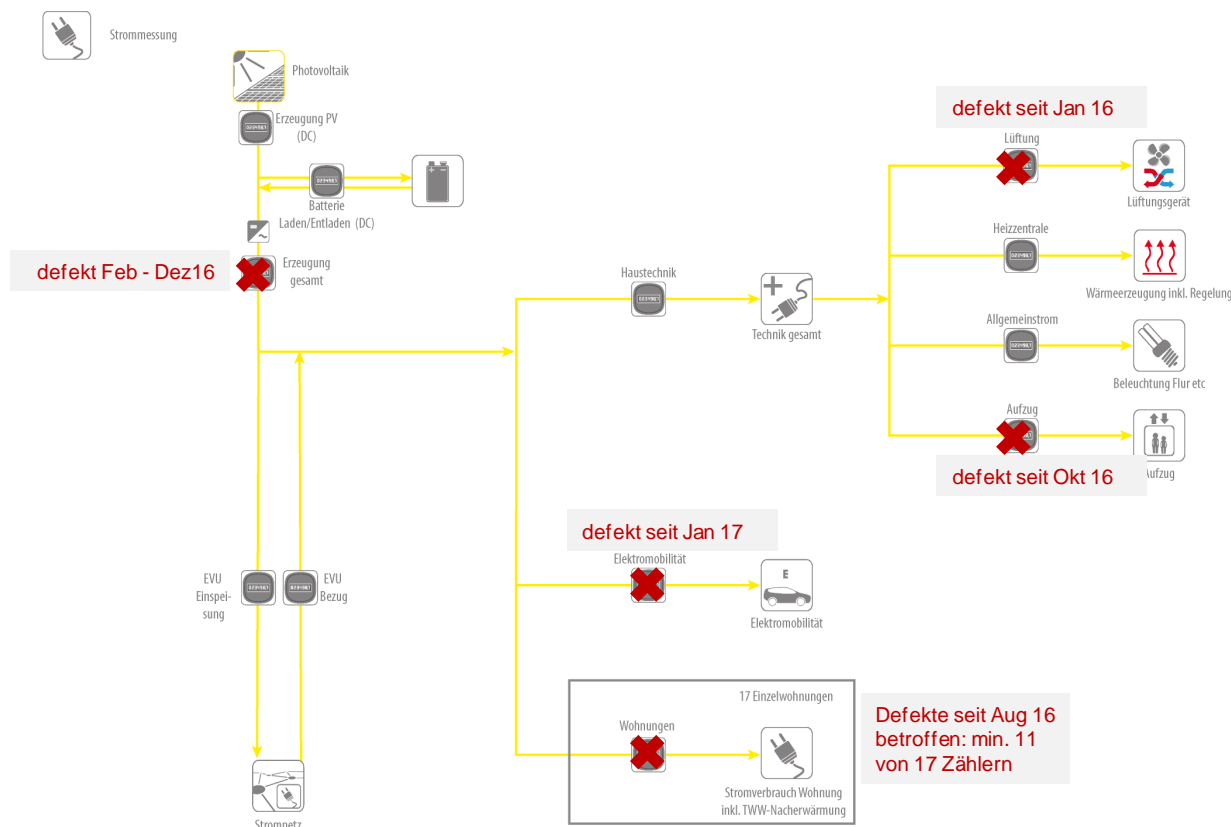 Strommessung
Photovoltaik
Erzeugung PV
(DC)
Batterie
Laden/Entladen (DC)
defekt Feb - Dez16
Erzeugung
gesamt
Haustechnik
Technik gesamt
defekt seit Jan 16
Lüftung
Lüftungsgerät
Heizzentrale
Wärmeerzeugung inkl. Regelung
Allgemeinstrom
Beleuchtung Flur etc
Aufzug
Aufzug
defekt seit Okt 16
defekt seit Jan 17
Elektromobilität
E
Elektromobilität
EVU
Einspei-
sung
EVU
Bezug
17 Einzelwohnungen
Wohnungen
Stromverbrauch Wohnung
inkl. TWW-Nacherwärmung
Defekte seit Aug 16
betroffen: min. 11
von 17 Zählern
Stromnetz